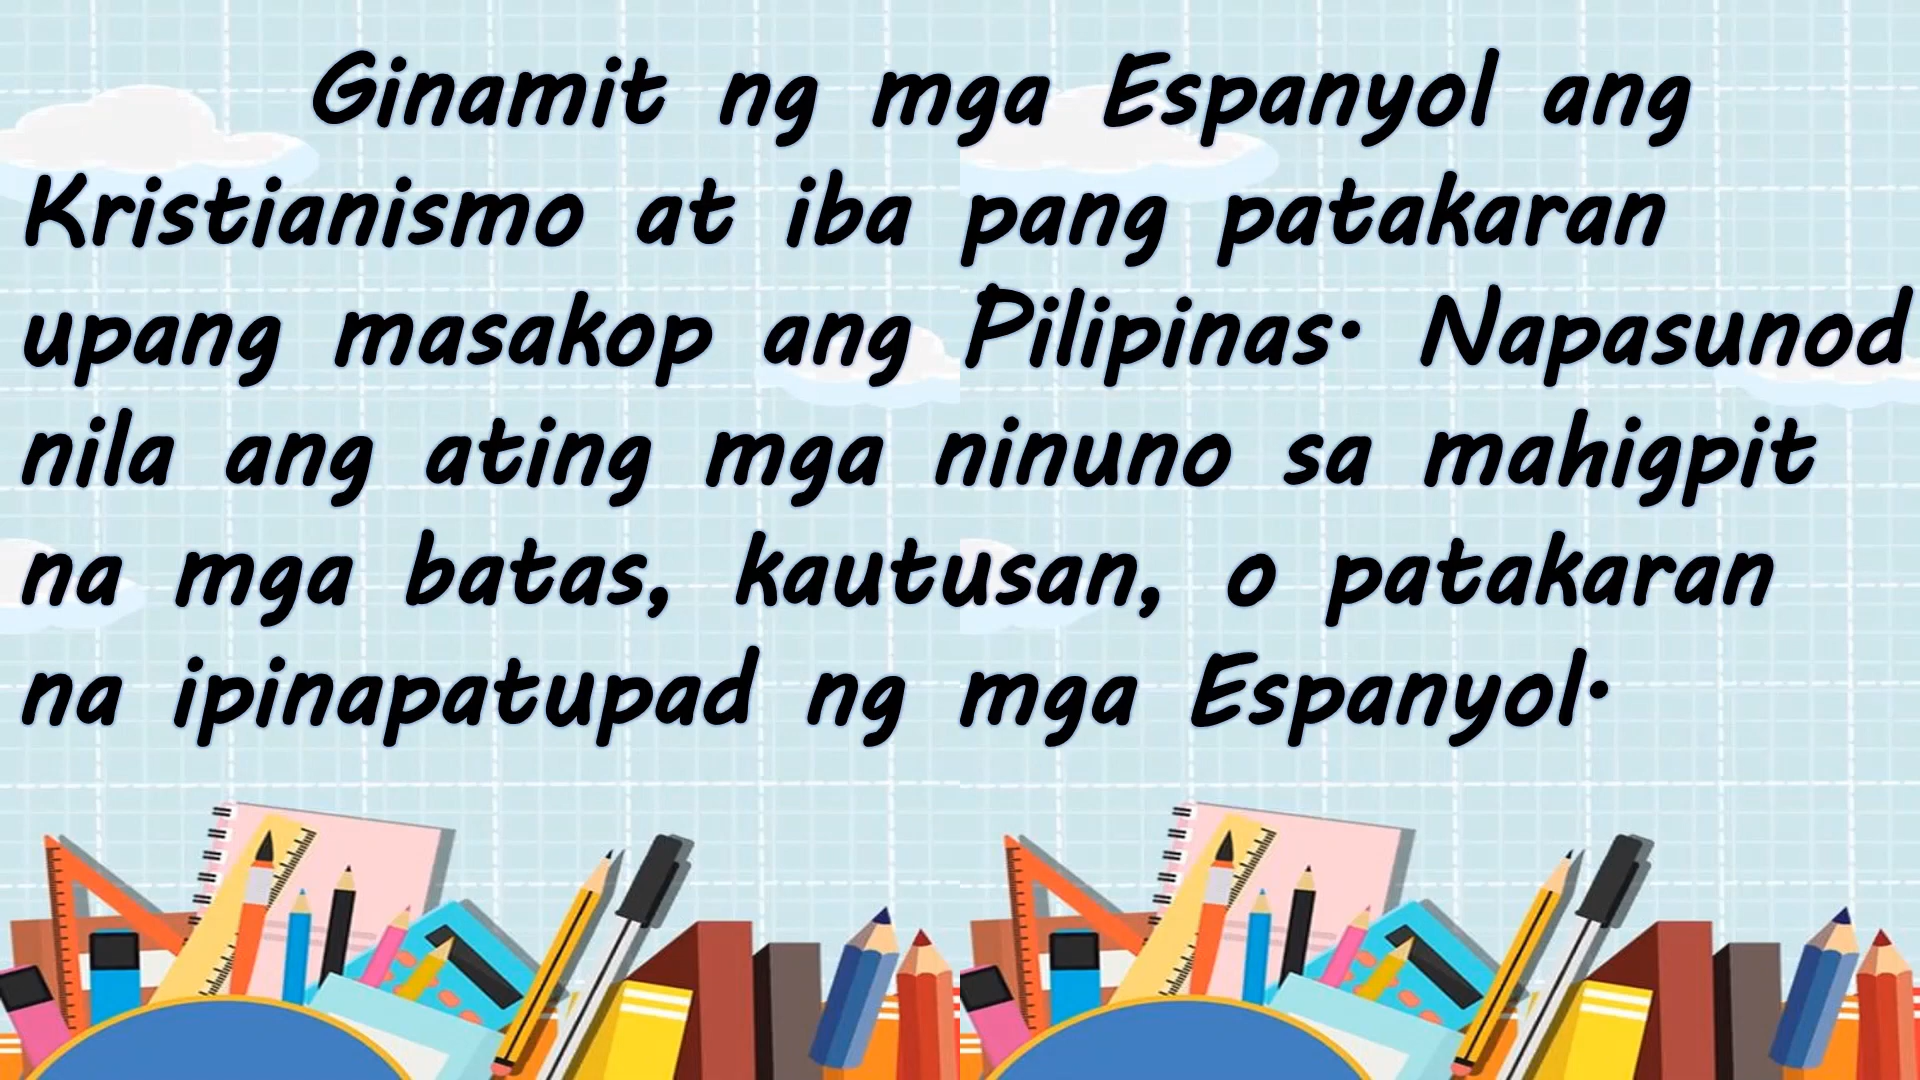 Ginamit ng mga Espanyol ang
Kristianismo at iba pang patakaran
upang masakop ang Pilipinas. Napasunod
nila ang ating mga ninuno sa mahigpit
na mga batas, kautusan, o patakaran
na ipinapatupad ng mga Espanyol.